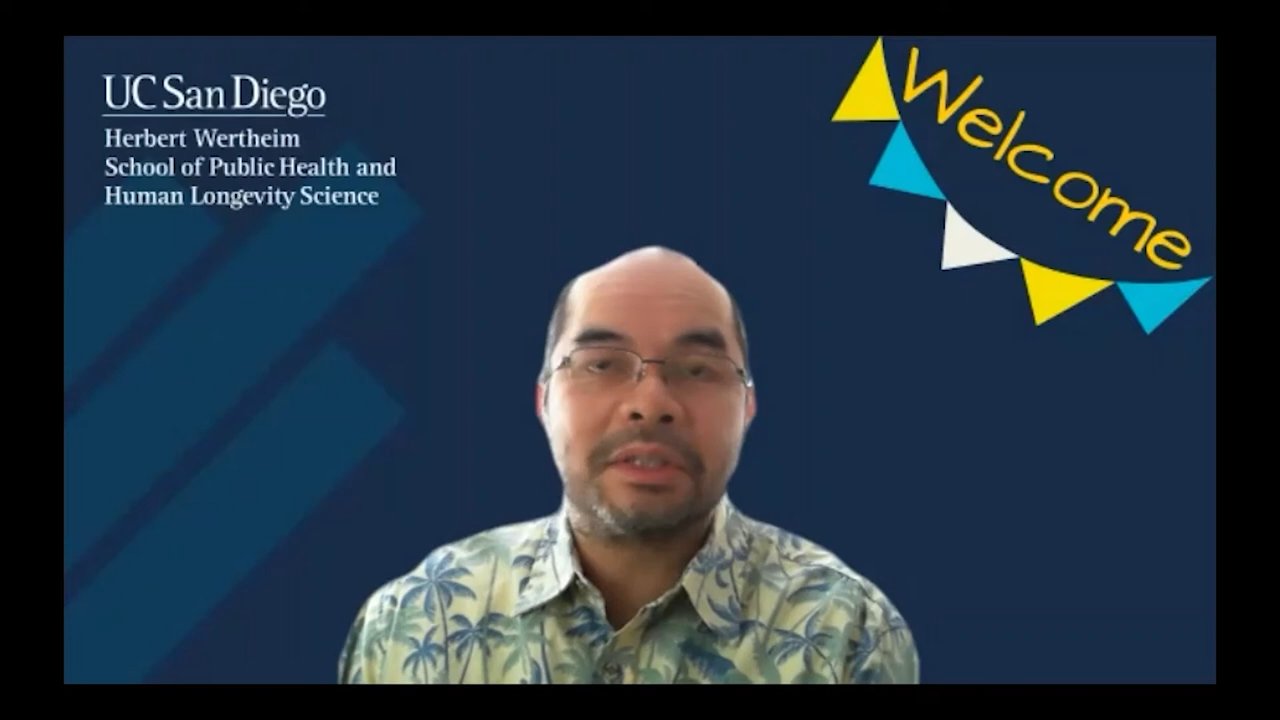 UC San Diego
Herbert Wertheim
School of Public Health and
Human Longevity Science
Welcome